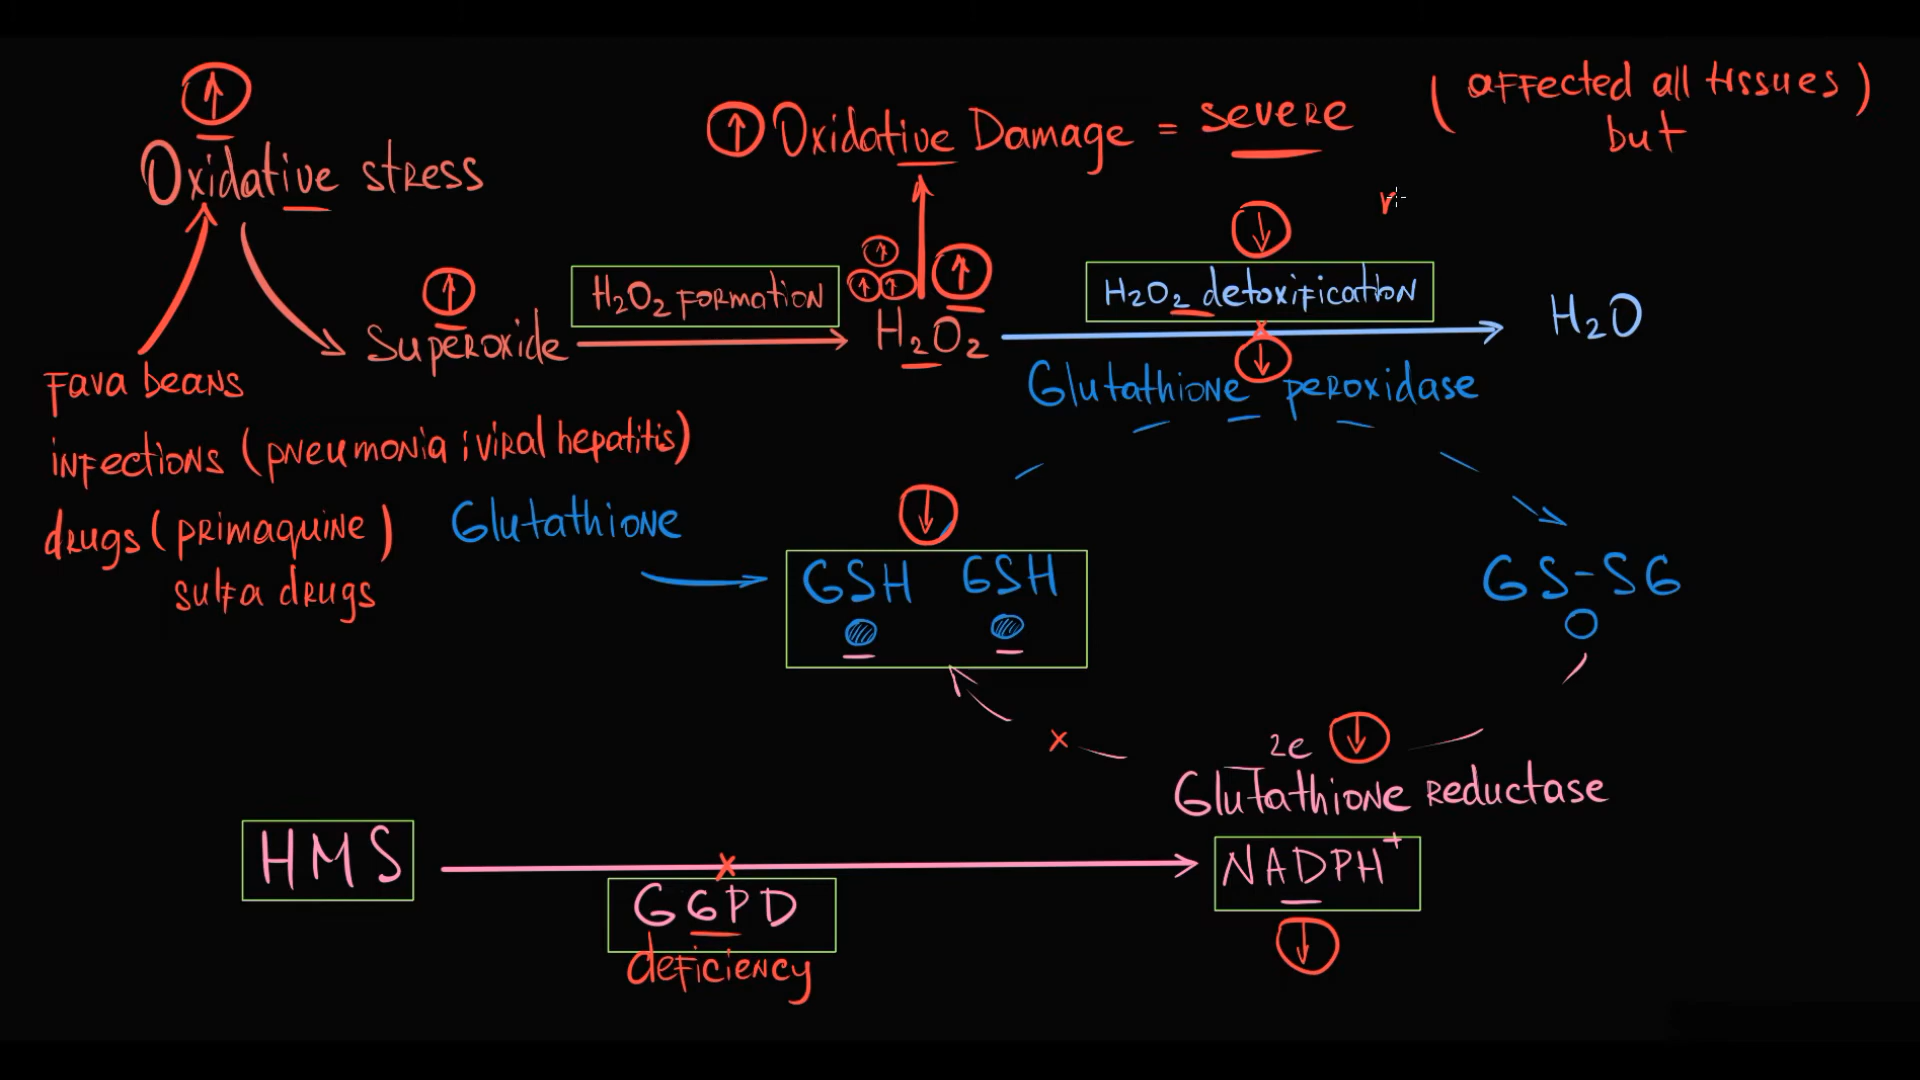 ↑
Oxidative stress
↑ Oxidative Damage = severe
(affected all tissues)
but
r
↑
Superoxide
H2O2 formation
↑
↑ ↑ ↑
H2O2
↓
H2O2 detoxification
x
↓
H2O
Glutathione peroxidase
Fava beans
infections (pneumonia; viral hepatitis)
drugs (primaquine)
sulfa drugs
Glutathione
↓
GSH GSH
GS-SG
x
2e ↓
Glutathione reductase
HMS
x
G6PD
deficiency
NADPH+
↓